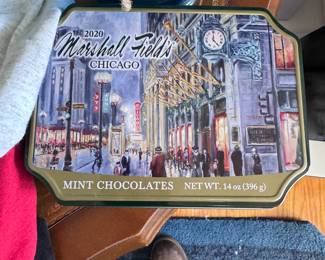 2020
Marshall Field's
CHICAGO
MINT CHOCOLATES NET WT. 14 oz (396 g)